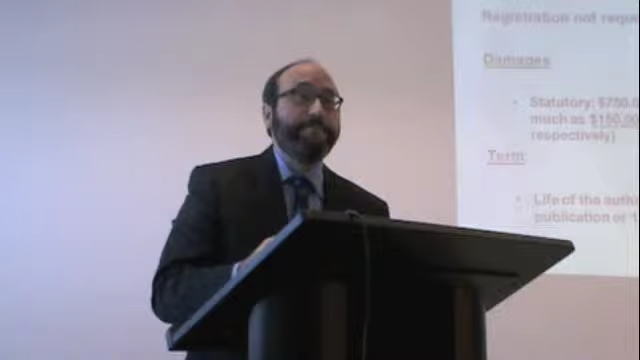 Registration not requ
Damages
• Statutory: $750.0
much as $150,00
respectively)
Term
• Life of the auth
publication or 1